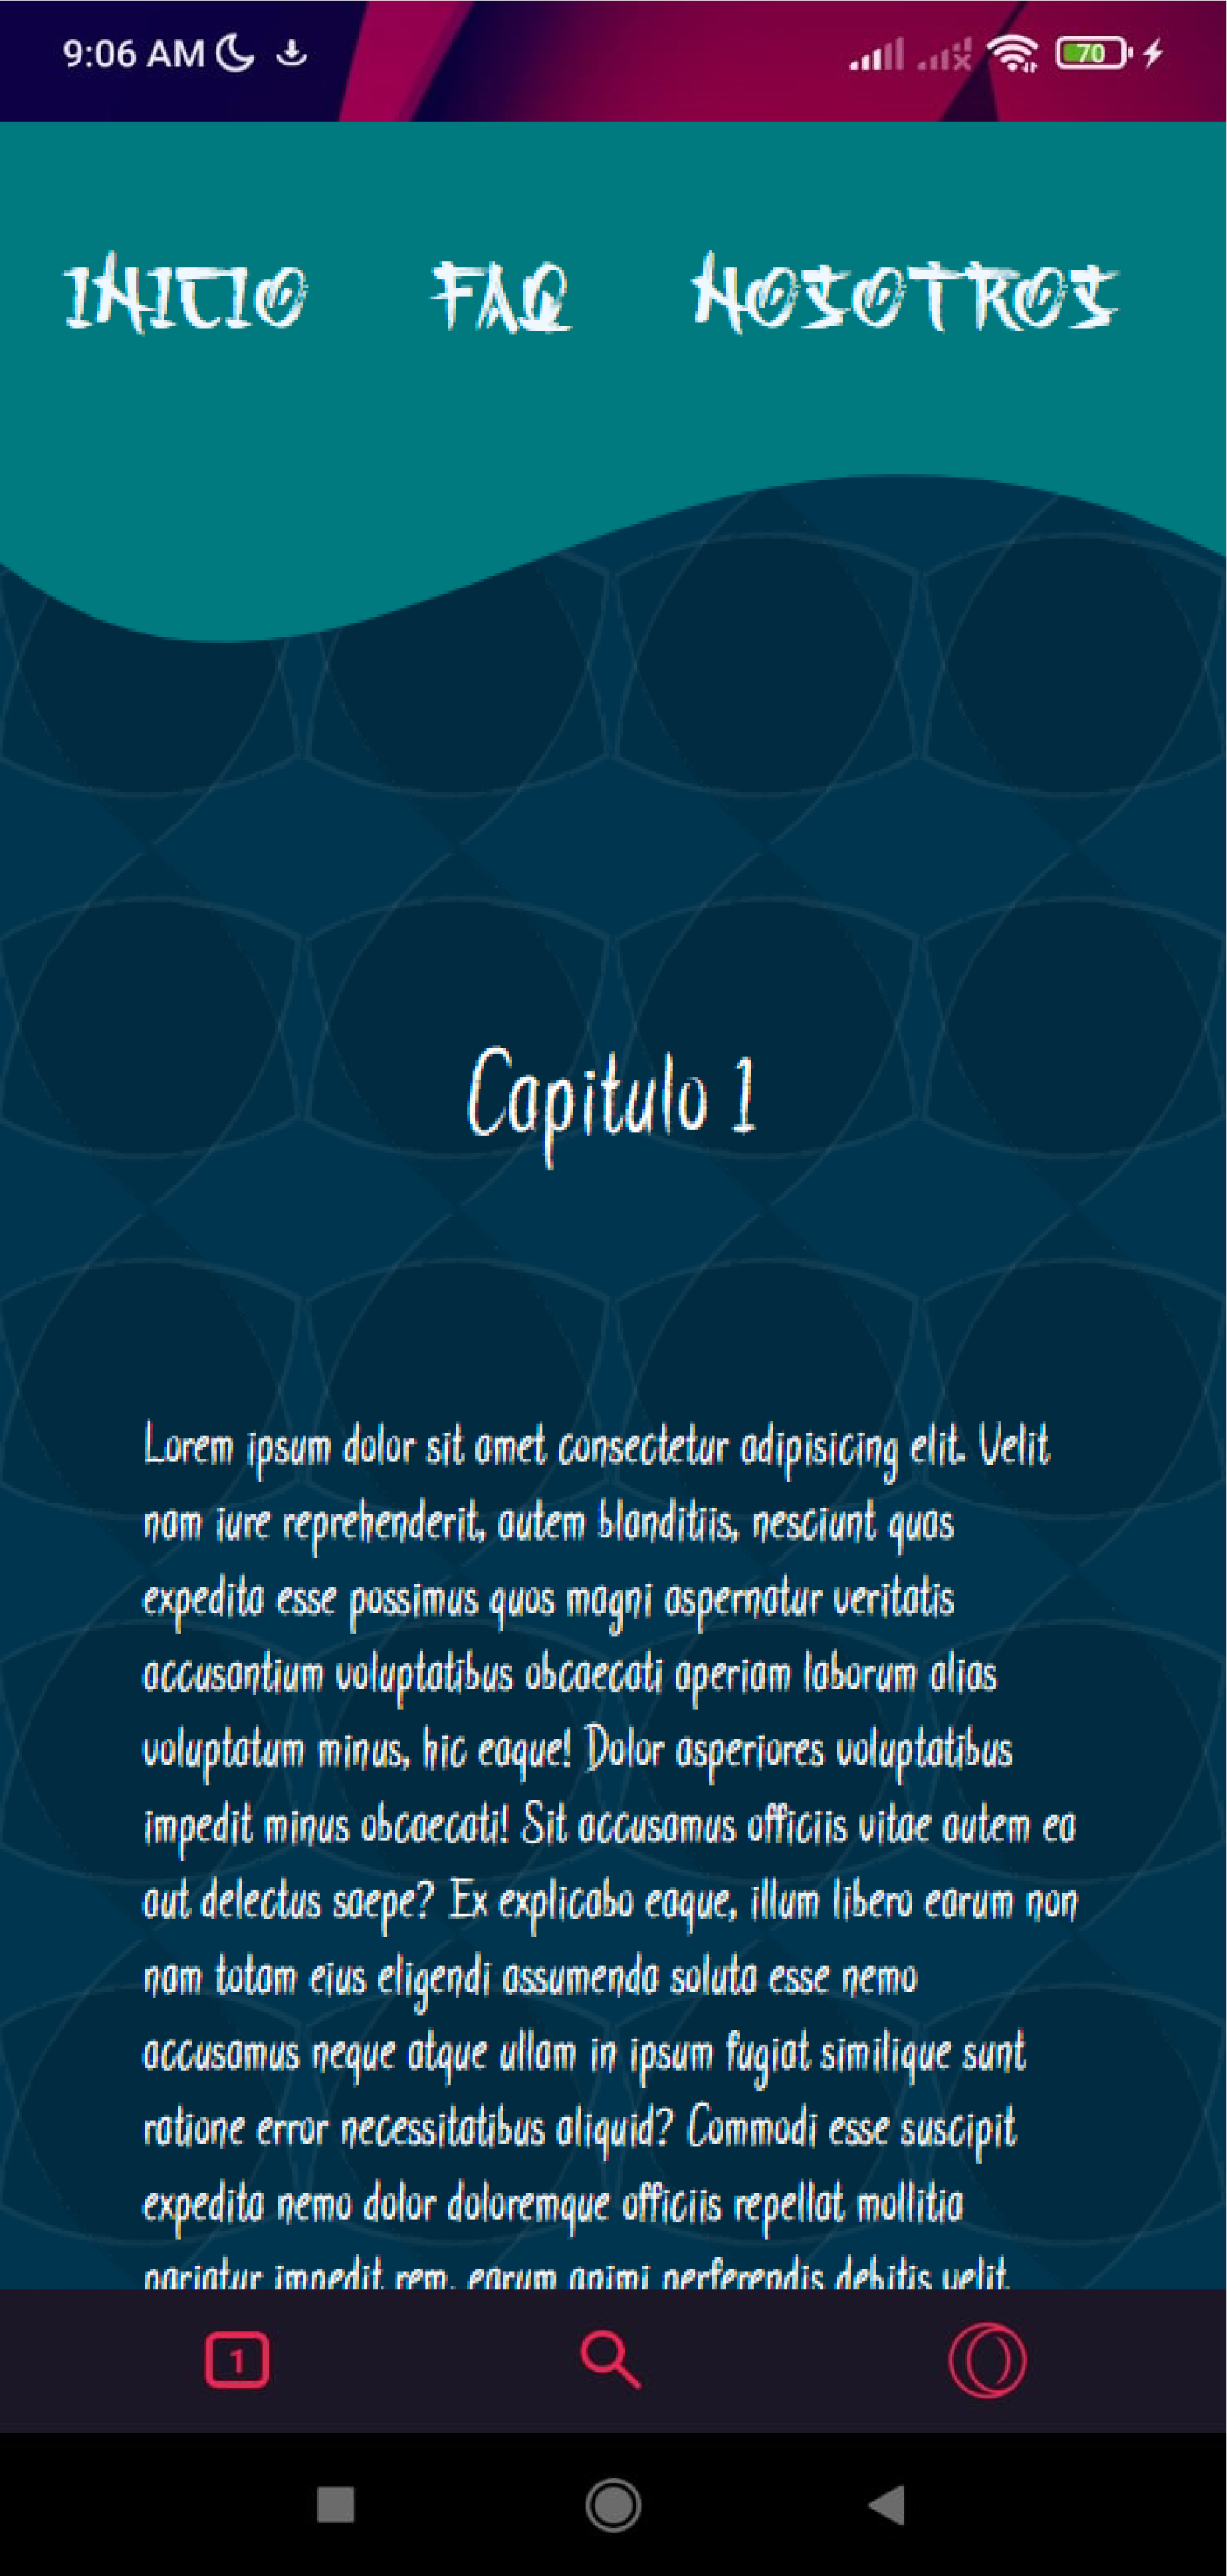 9:06 AM
70
INICIO FAQ NOSOTROS
Capitulo 1
Lorem ipsum dolor sit amet consectetur adipisicing elit. Velit
nam iure reprehenderit, autem blanditiis, nesciunt quas
expedita esse possimus quos magni aspernatur veritatis
accusantium voluptatibus obcaecati aperiam laborum alias
voluptatum minus, hic eaque! Dolor asperiores voluptatibus
impedit minus obcaecati! Sit accusamus officiis vitae autem ea
aut delectus saepe? Ex explicabo eaque, illum libero earum non
nam totam eius eligendi assumenda soluta esse nemo
accusamus neque atque ullam in ipsum fugiat similique sunt
ratione error necessitatibus aliquid? Commodi esse suscipit
expedita nemo dolor doloremque officiis repellat mollitia
pariatur impedit rem, earum animi perferendis debitis velit
1